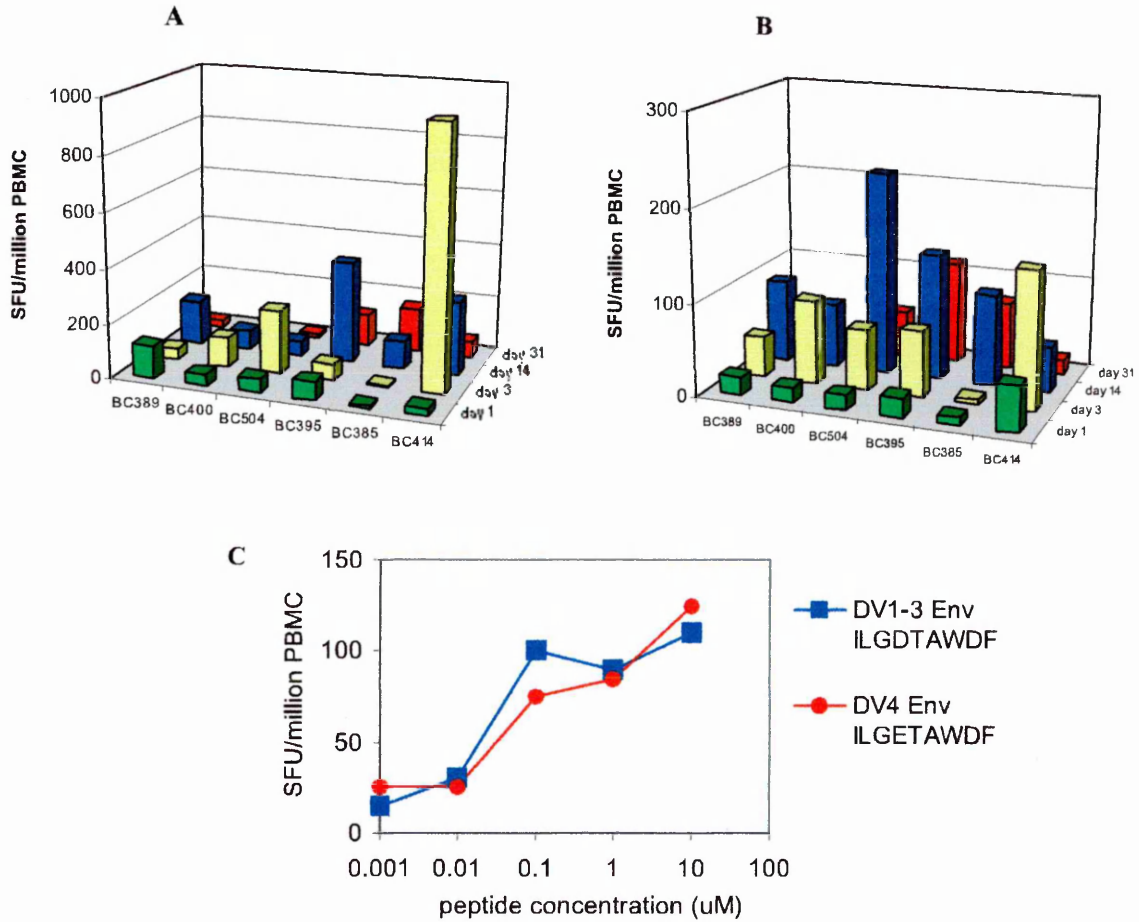 A
SFU/million PBMC
1000
800
600
400
200
0
BC389
BC400
BC504
BC395
BC385
BC414
day 31
day 14
day 3
day 1
B
SFU/million PBMC
300
200
100
0
BC389
BC400
BC504
BC395
BC385
BC414
day 31
day 14
day 3
day 1
C
SFU/million PBMC
150
100
50
0
0.001 0.01 0.1 1 10 100
peptide concentration (uM)
DV1-3 Env
ILGDTAWDF
DV4 Env
ILGETAWDF